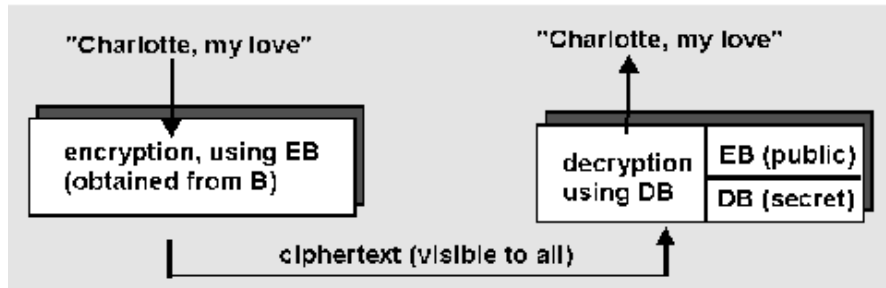 "Charlotte, my love"
"Charlotte, my love"
encryption, using EB
(obtained from B)
decryption
using DB
EB (public)
DB (secret)
ciphertext (visible to all)